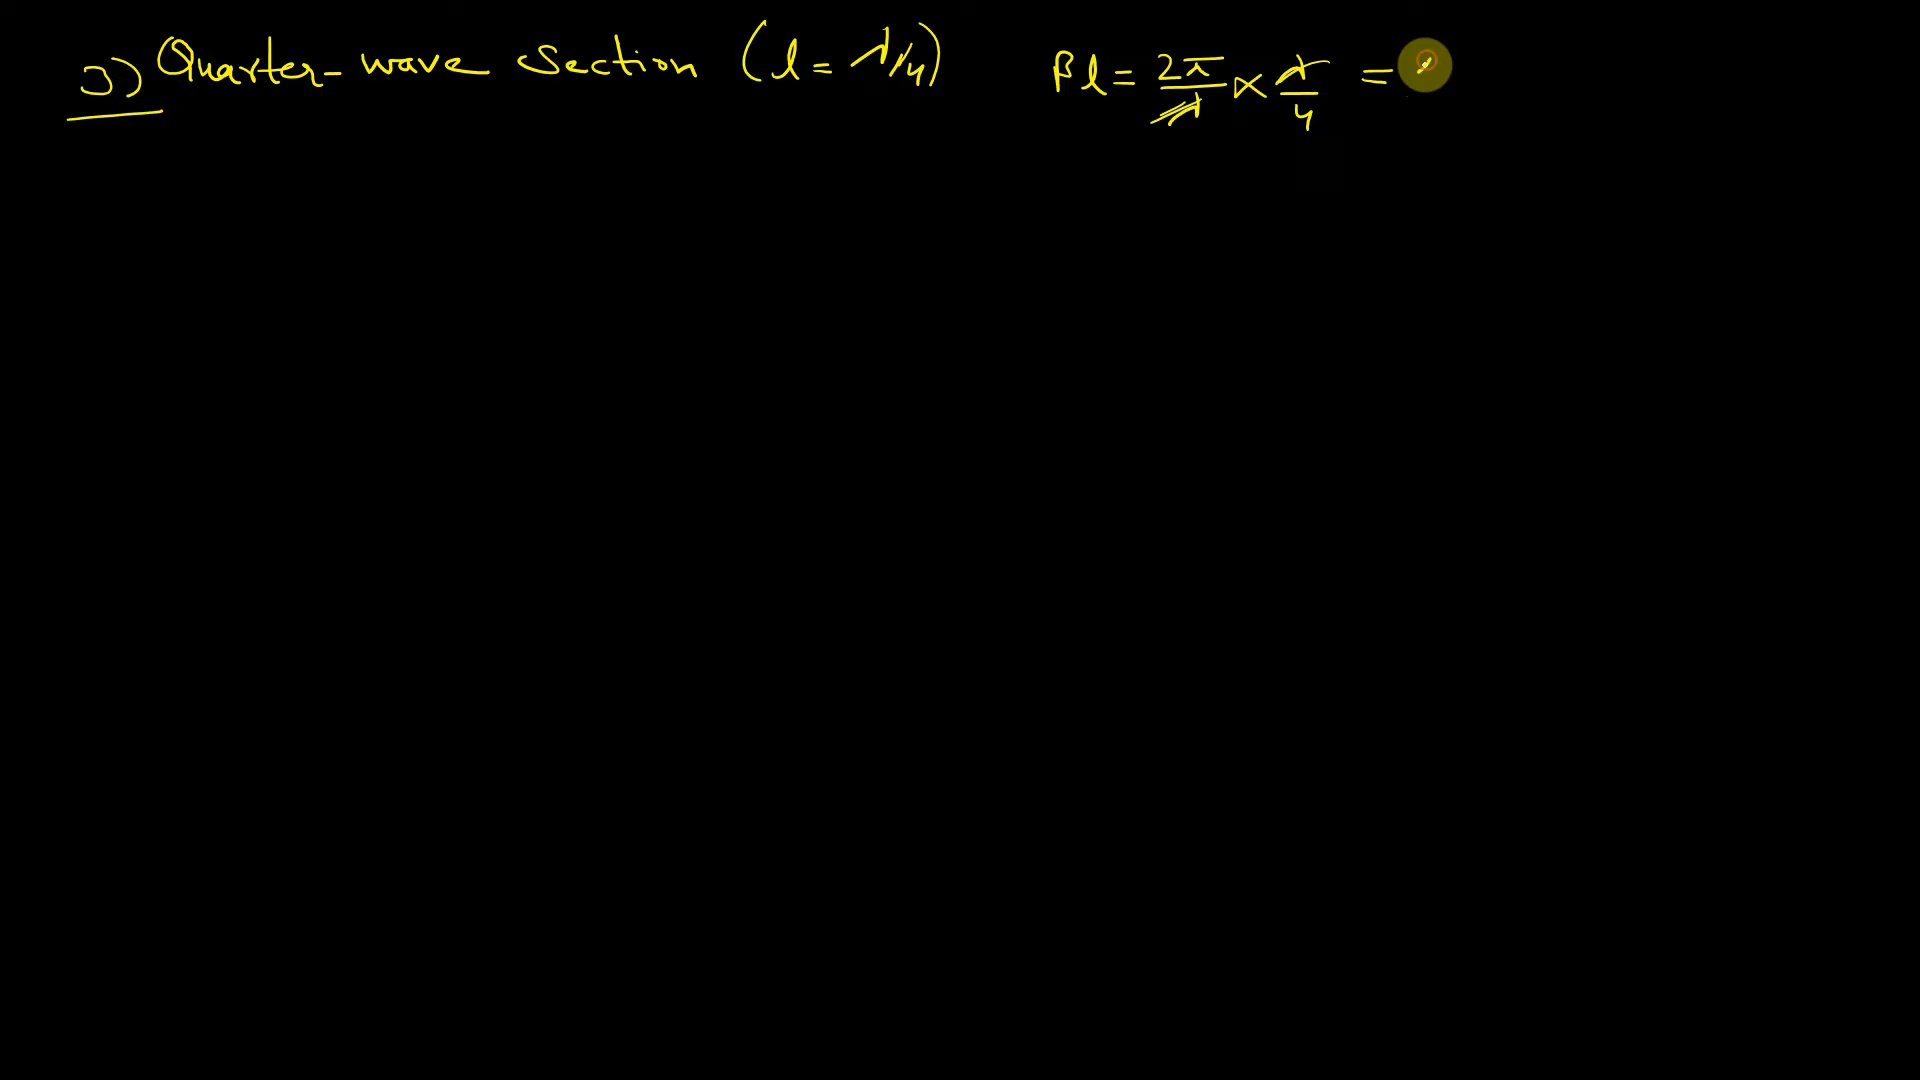 3) Quarter-wave section (l = λ/4) βl = 2π/λ × λ/4 =